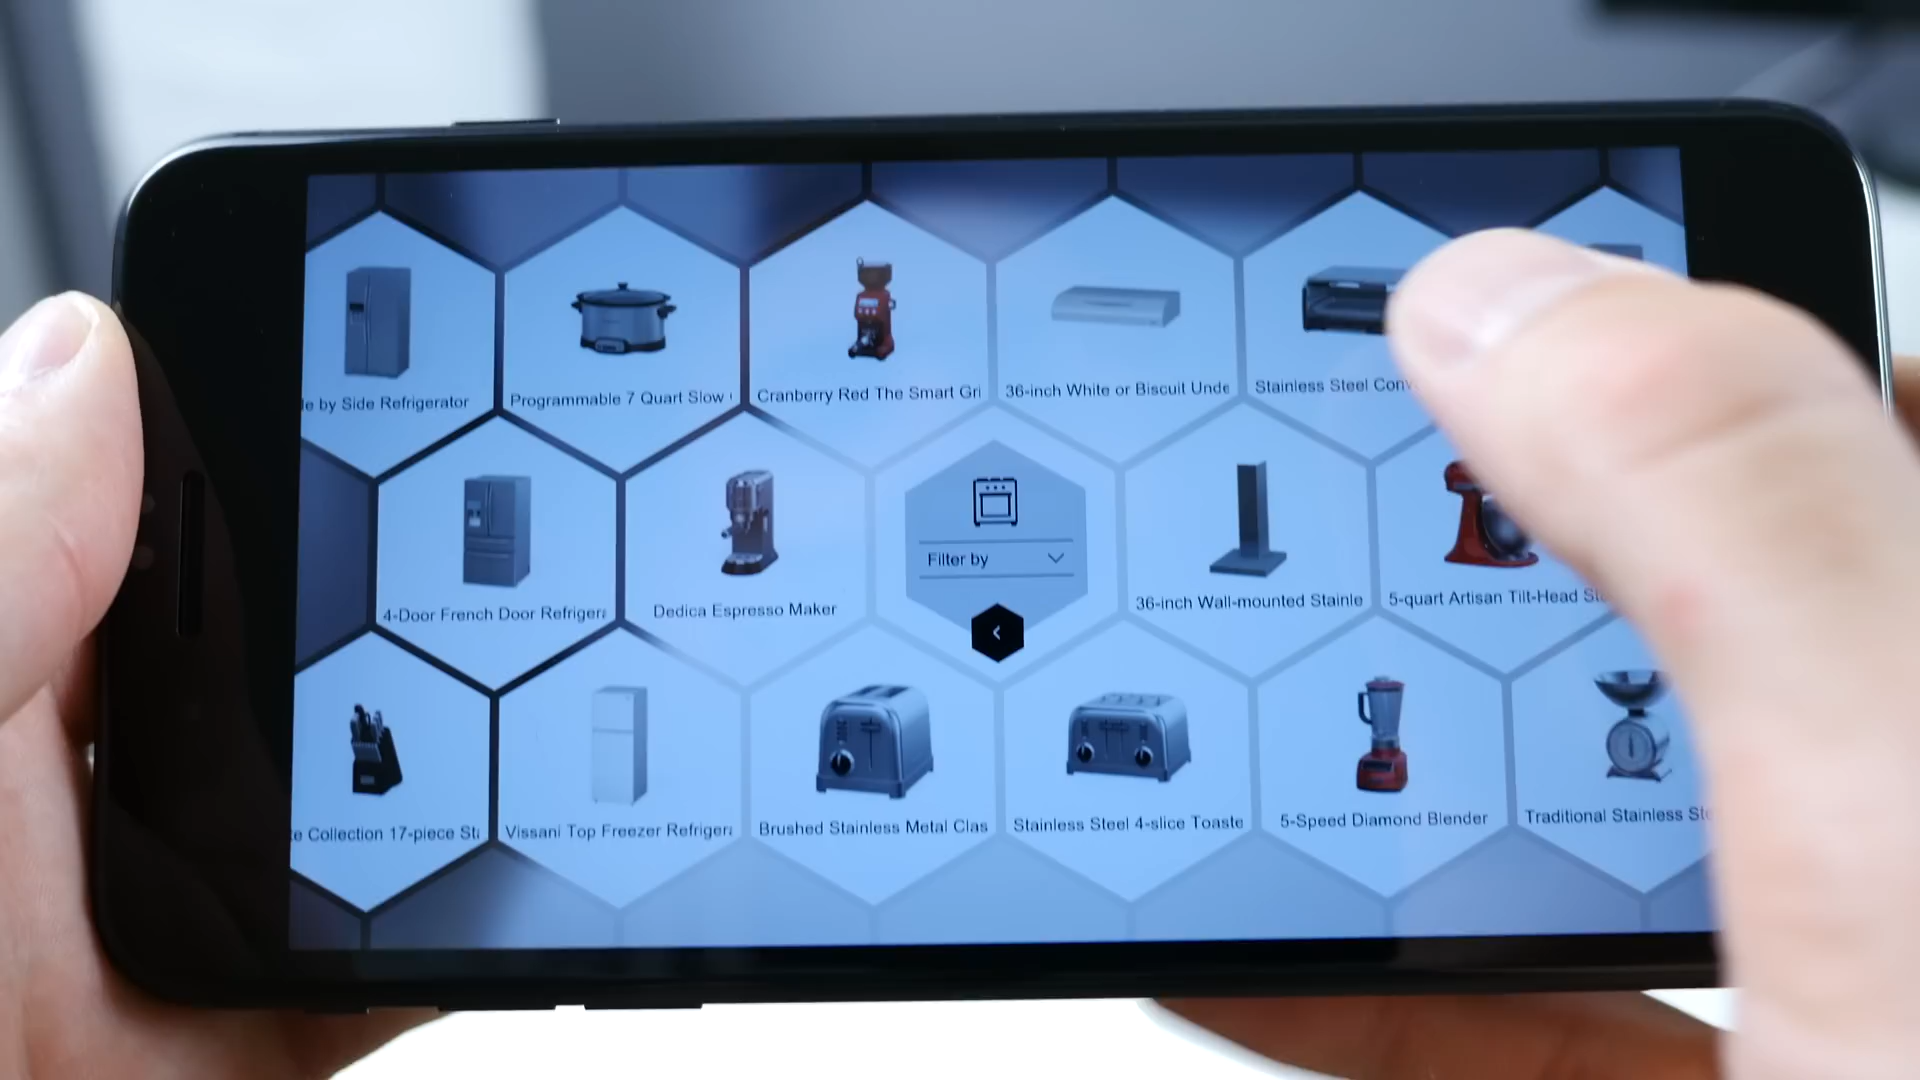 le by Side Refrigerator
Programmable 7 Quart Slow
Cranberry Red The Smart Gri
36-inch White or Biscuit Unde
Stainless Steel Conv
4-Door French Door Refrigera
Dedica Espresso Maker
Filter by
36-inch Wall-mounted Stainle
5-quart Artisan Tilt-Head St
te Collection 17-piece Sta
Vissani Top Freezer Refrigera
Brushed Stainless Metal Clas
Stainless Steel 4-slice Toaste
5-Speed Diamond Blender
Traditional Stainless Ste